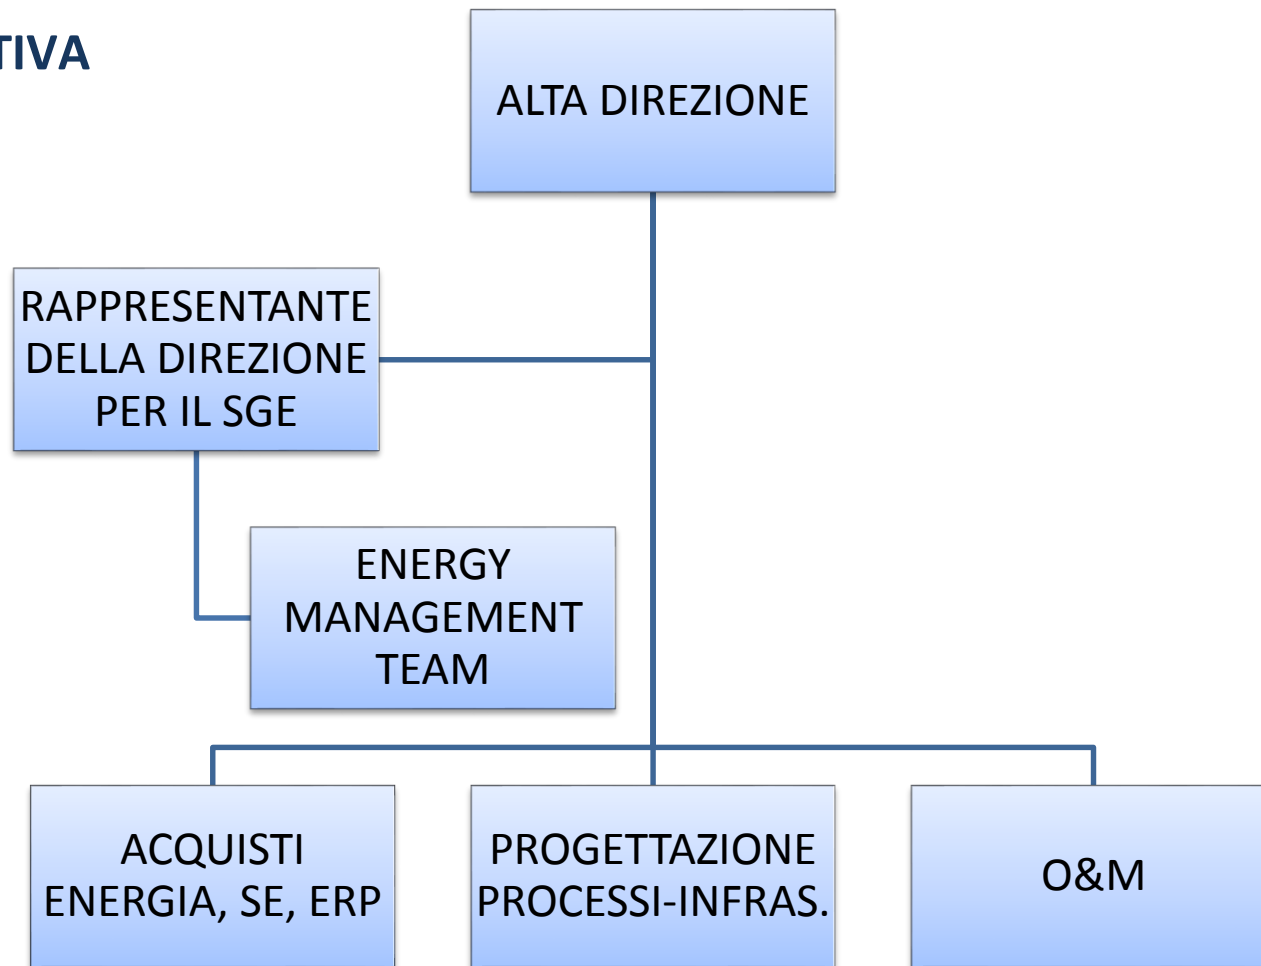 TIVA
ALTA DIREZIONE
RAPPRESENTANTE
DELLA DIREZIONE
PER IL SGE
ENERGY
MANAGEMENT
TEAM
ACQUISTI
ENERGIA, SE, ERP
PROGETTAZIONE
PROCESSI-INFRAS.
O&M